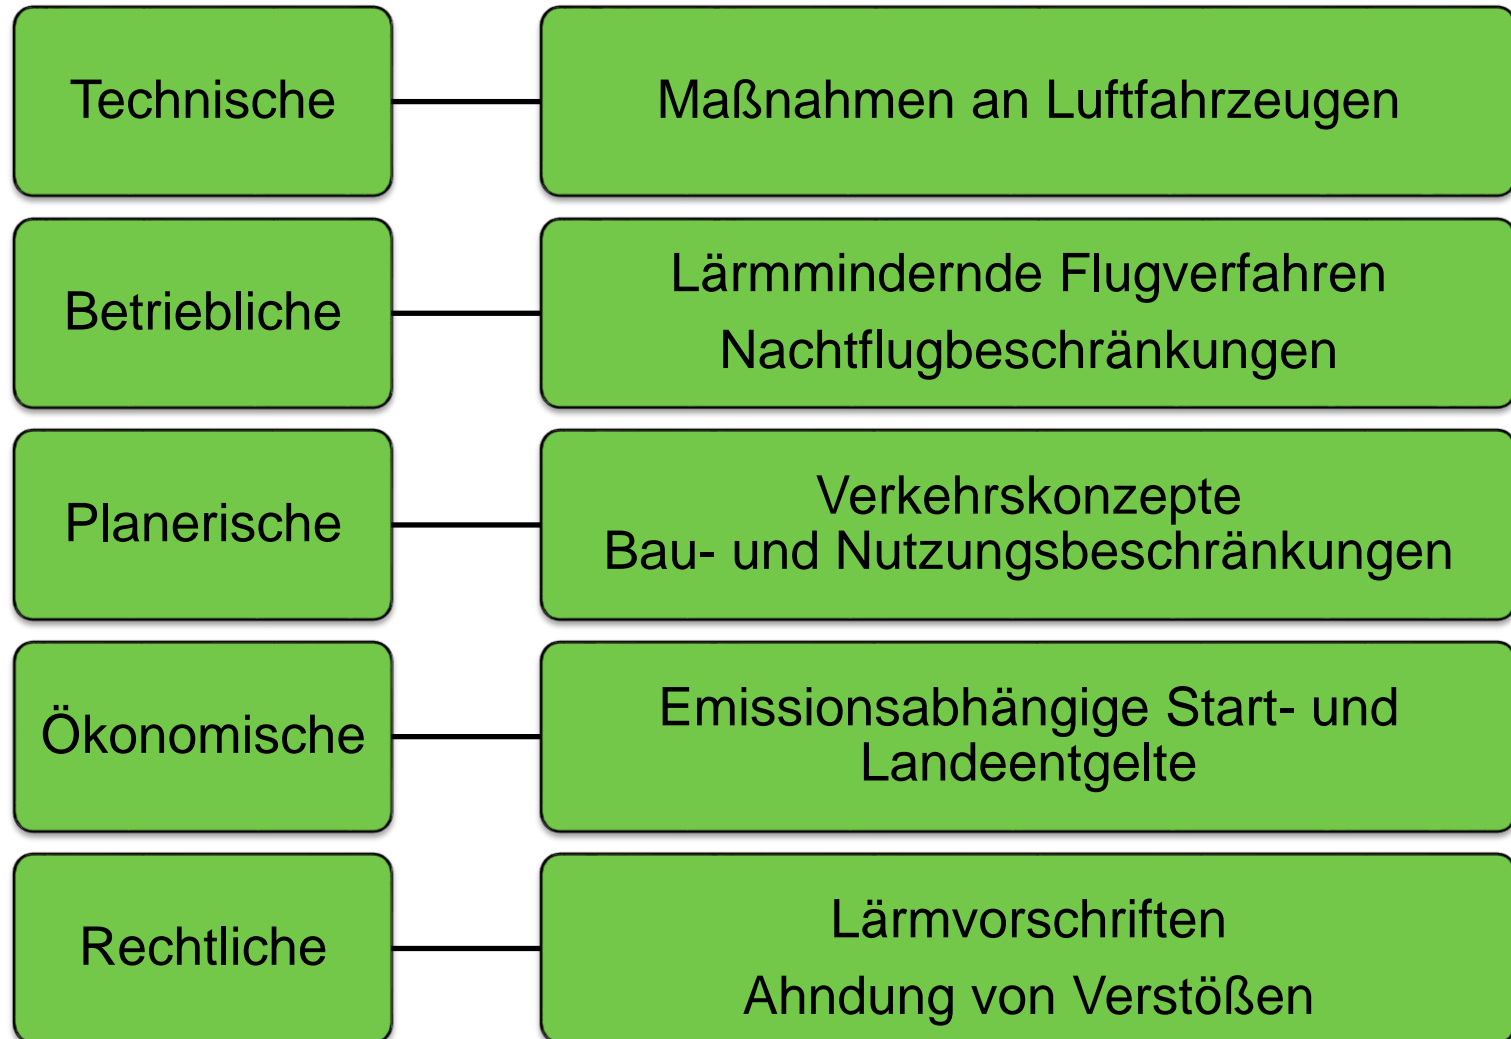 Technische
Maßnahmen an Luftfahrzeugen
Betriebliche
Lärmmindernde Flugverfahren
Nachtflugbeschränkungen
Planerische
Verkehrskonzepte
Bau- und Nutzungsbeschränkungen
Ökonomische
Emissionsabhängige Start- und
Landeentgelte
Rechtliche
Lärmvorschriften
Ahndung von Verstößen